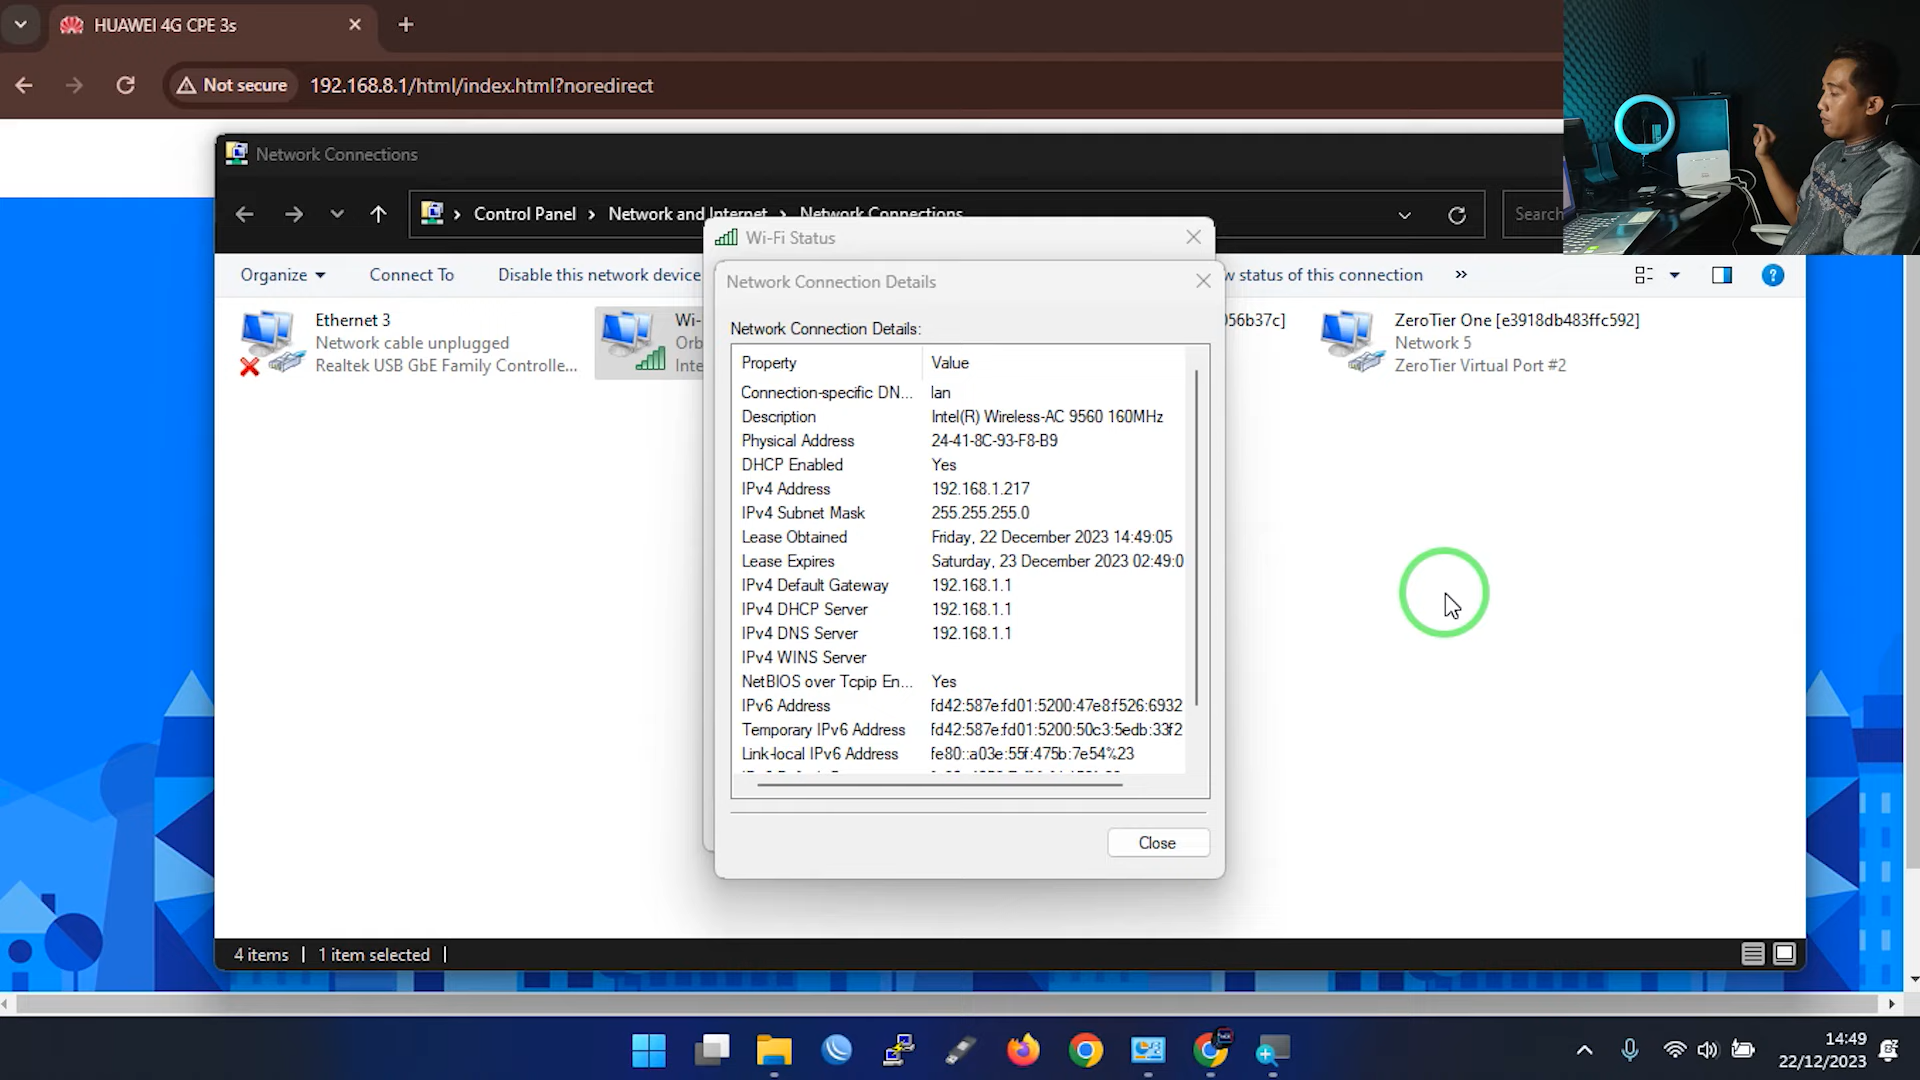 HUAWEI 4G CPE 3s
Not secure
192.168.8.1/html/index.html?noredirect
Network Connections
Control Panel
Network and Internet
Network Connections
Search
Wi-Fi Status
Organize
Connect To
Disable this network device
w status of this connection
Network Connection Details
Ethernet 3
Network cable unplugged
Realtek USB GbE Family Controlle...
Wi-
Orb
Inte
056b37c]
ZeroTier One [e3918db483ffc592]
Network 5
ZeroTier Virtual Port #2
Network Connection Details:
Property Value
Connection-specific DN... lan
Description Intel(R) Wireless-AC 9560 160MHz
Physical Address 24-41-8C-93-F8-B9
DHCP Enabled Yes
IPv4 Address 192.168.1.217
IPv4 Subnet Mask 255.255.255.0
Lease Obtained Friday, 22 December 2023 14:49:05
Lease Expires Saturday, 23 December 2023 02:49:0
IPv4 Default Gateway 192.168.1.1
IPv4 DHCP Server 192.168.1.1
IPv4 DNS Server 192.168.1.1
IPv4 WINS Server
NetBIOS over Tcpip En... Yes
IPv6 Address fd42:587e:fd01:5200:47e8:f526:6932
Temporary IPv6 Address fd42:587e:fd01:5200:50c3:5edb:33f2
Link-local IPv6 Address fe80::a03e:55f:475b:7e54%23
Close
4 items
1 item selected
14:49
22/12/2023